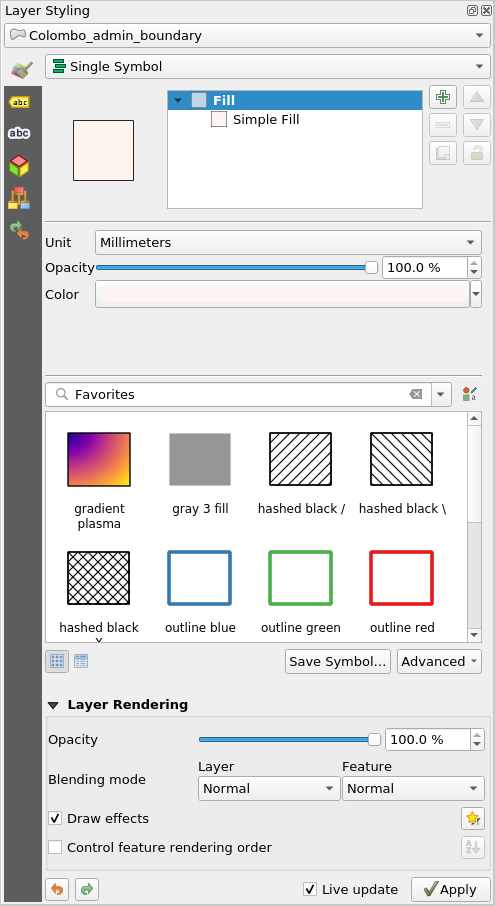 Layer Styling
Colombo_admin_boundary
Single Symbol
abc
abc
Fill
Simple Fill
Unit
Millimeters
Opacity
100.0 %
Color
Favorites
gradient plasma
gray 3 fill
hashed black /
hashed black \
hashed black
outline blue
outline green
outline red
Save Symbol...
Advanced
Layer Rendering
Opacity
100.0 %
Layer
Feature
Blending mode
Normal
Normal
Draw effects
Control feature rendering order
Live update
Apply